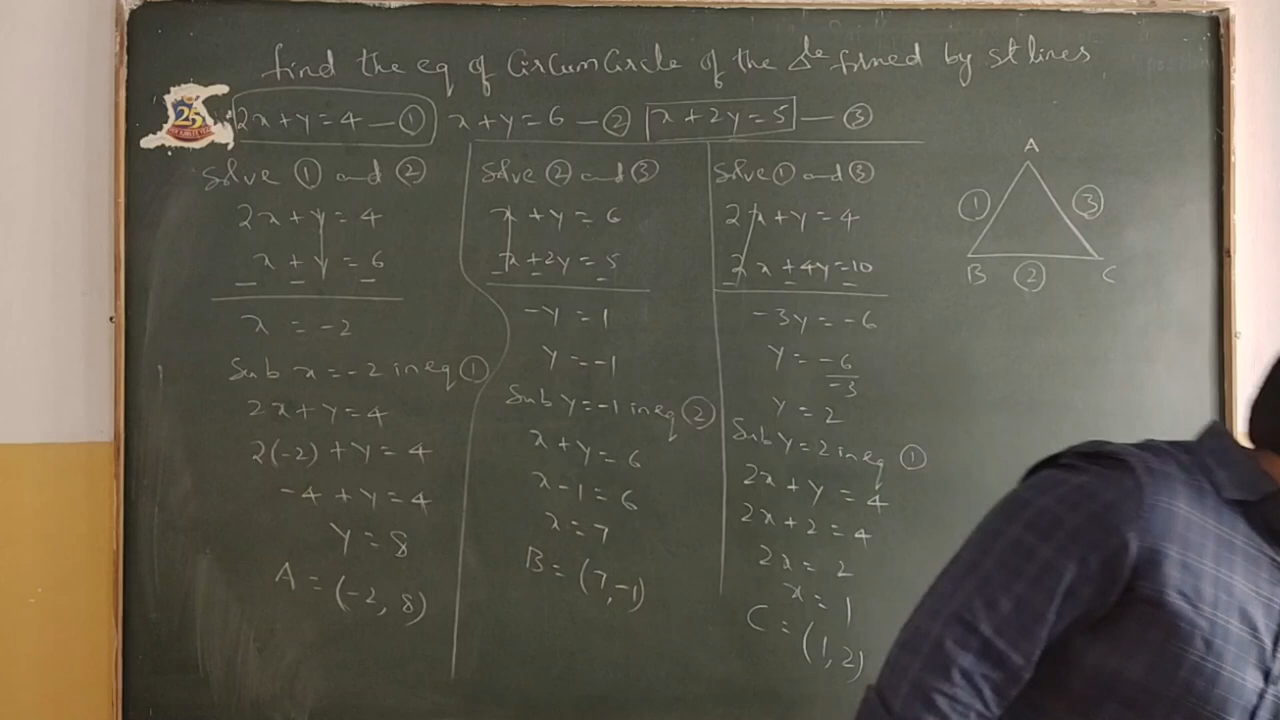 find the eq of CircumCircle of the Δle formed by st lines
2x+y=4 — ① x+y=6 — ② x+2y=5 — ③
25
Solve ① and ②
2x+y=4
x+y=6
x=-2
Sub x=-2 in eq ①
2x+y=4
2(-2)+y=4
-4+y=4
y=8
A=(-2, 8)
Solve ② and ③
x+y=6
x+2y=5
-y=1
y=-1
Sub y=-1 in eq ②
x+y=6
x-1=6
x=7
B=(7,-1)
Solve ① and ③
2x+y=4
2x+4y=10
-3y=-6
y=-6/-3
y=2
Sub y=2 in eq ①
2x+y=4
2x+2=4
2x=2
x=1
C=(1,2)
A
① ③
B ② C